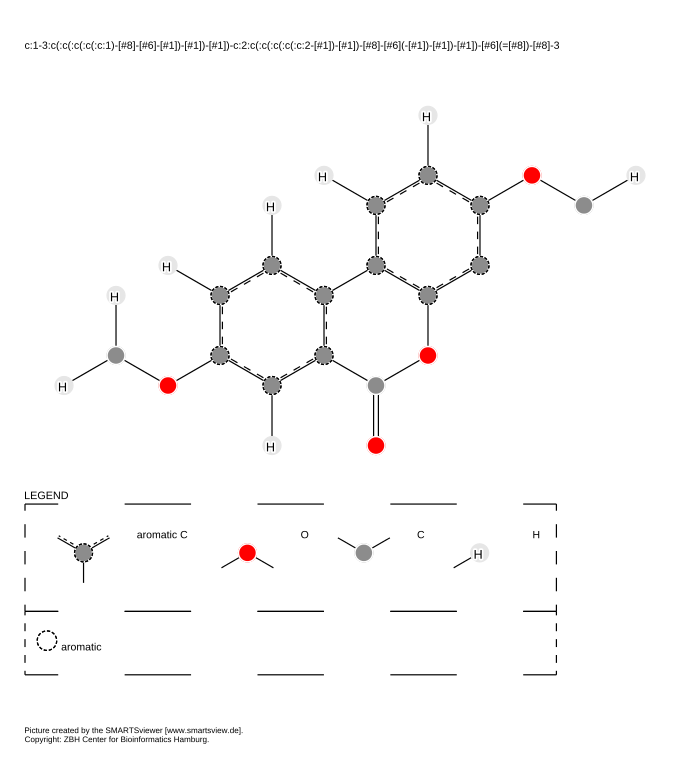 c:1-3:c(:c(:c(:c(:c:1)-[#8]-[#6]-[#1])-[#1])-[#1])-c:2:c(:c(:c(:c(:c:2-[#1])-[#1])-[#8]-[#6](-[#1])-[#1])-[#1])-[#6](=[#8])-[#8]-3
H
H
H
H
H
H
H
H
H
LEGEND
aromatic C
O
C
H
H
aromatic
Picture created by the SMARTSviewer [www.smartsview.de].
Copyright: ZBH Center for Bioinformatics Hamburg.